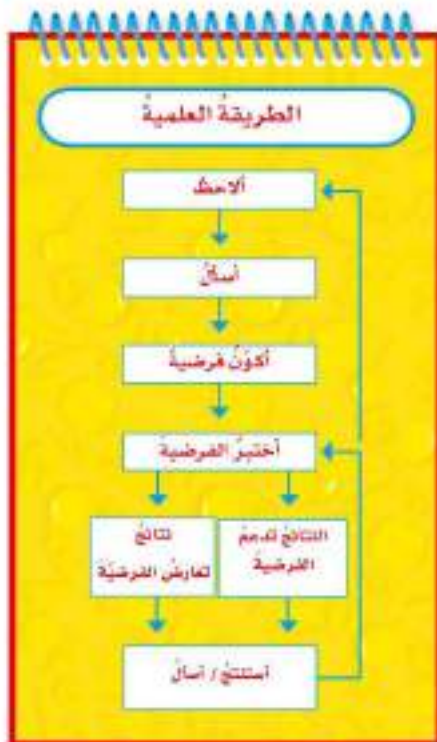 الطريقةُ العلميةُ
ألاحظُ
أسألُ
أكوّنُ فرضيةً
أختبرُ الفرضيةَ
النتائجُ تدعمُ
الفرضيةَ
نتائجُ
تعارضُ الفرضيّةَ
أستنتجُ / أسألُ